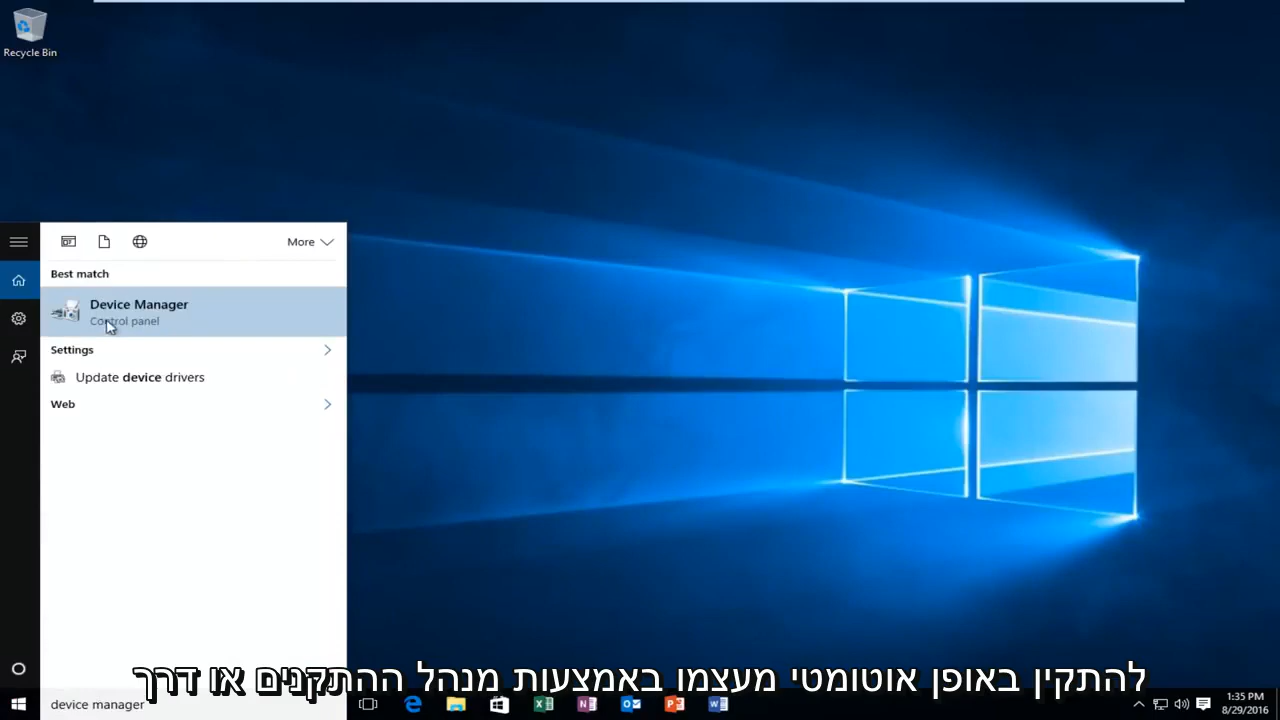 Recycle Bin
More
Best match
Device Manager
Control panel
Settings
Update device drivers
Web
להתקין באופן אוטומטי מעצמו באמצעות מנהל ההתקנים או דרך
device manager
1:35 PM
8/29/2016